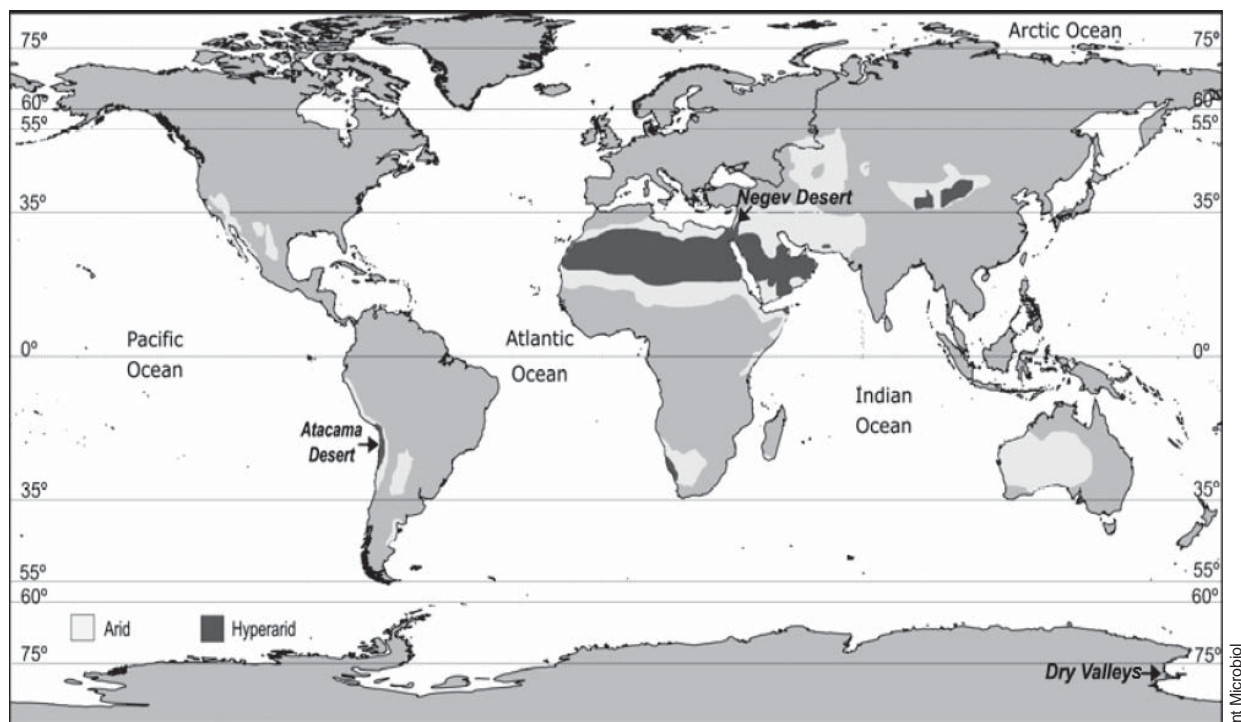 Arctic Ocean
75º 75º
60º 60º
55º 55º
Negev Desert
35º 35º
Pacific
Ocean
Atlantic
Ocean
0º 0º
Indian
Ocean
Atacama
Desert
35º 35º
55º 55º
60º 60º
Arid Hyperarid
75º 75º
Dry Valleys
nt Microbiol